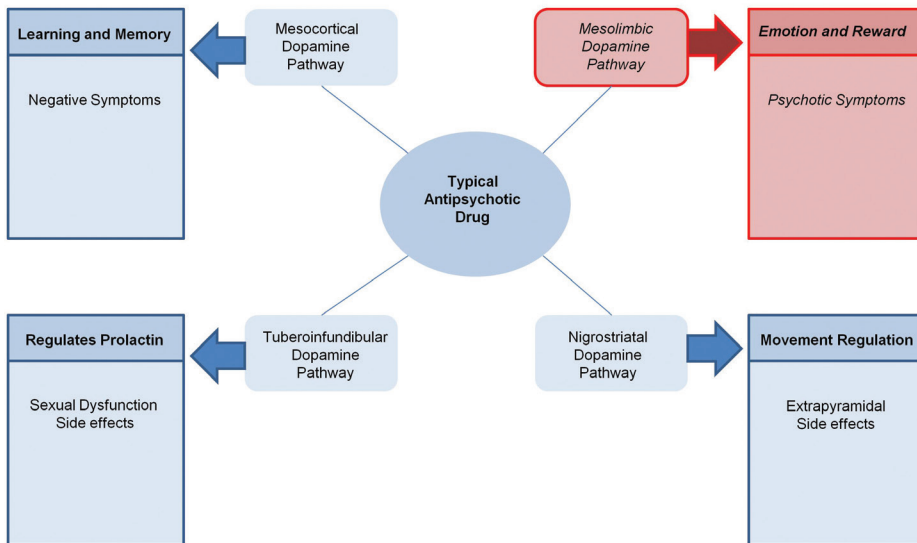 Learning and Memory
Negative Symptoms
Mesocortical
Dopamine
Pathway
Mesolimbic
Dopamine
Pathway
Emotion and Reward
Psychotic Symptoms
Typical
Antipsychotic
Drug
Regulates Prolactin
Sexual Dysfunction
Side effects
Tuberoinfundibular
Dopamine
Pathway
Nigrostriatal
Dopamine
Pathway
Movement Regulation
Extrapyramidal
Side effects